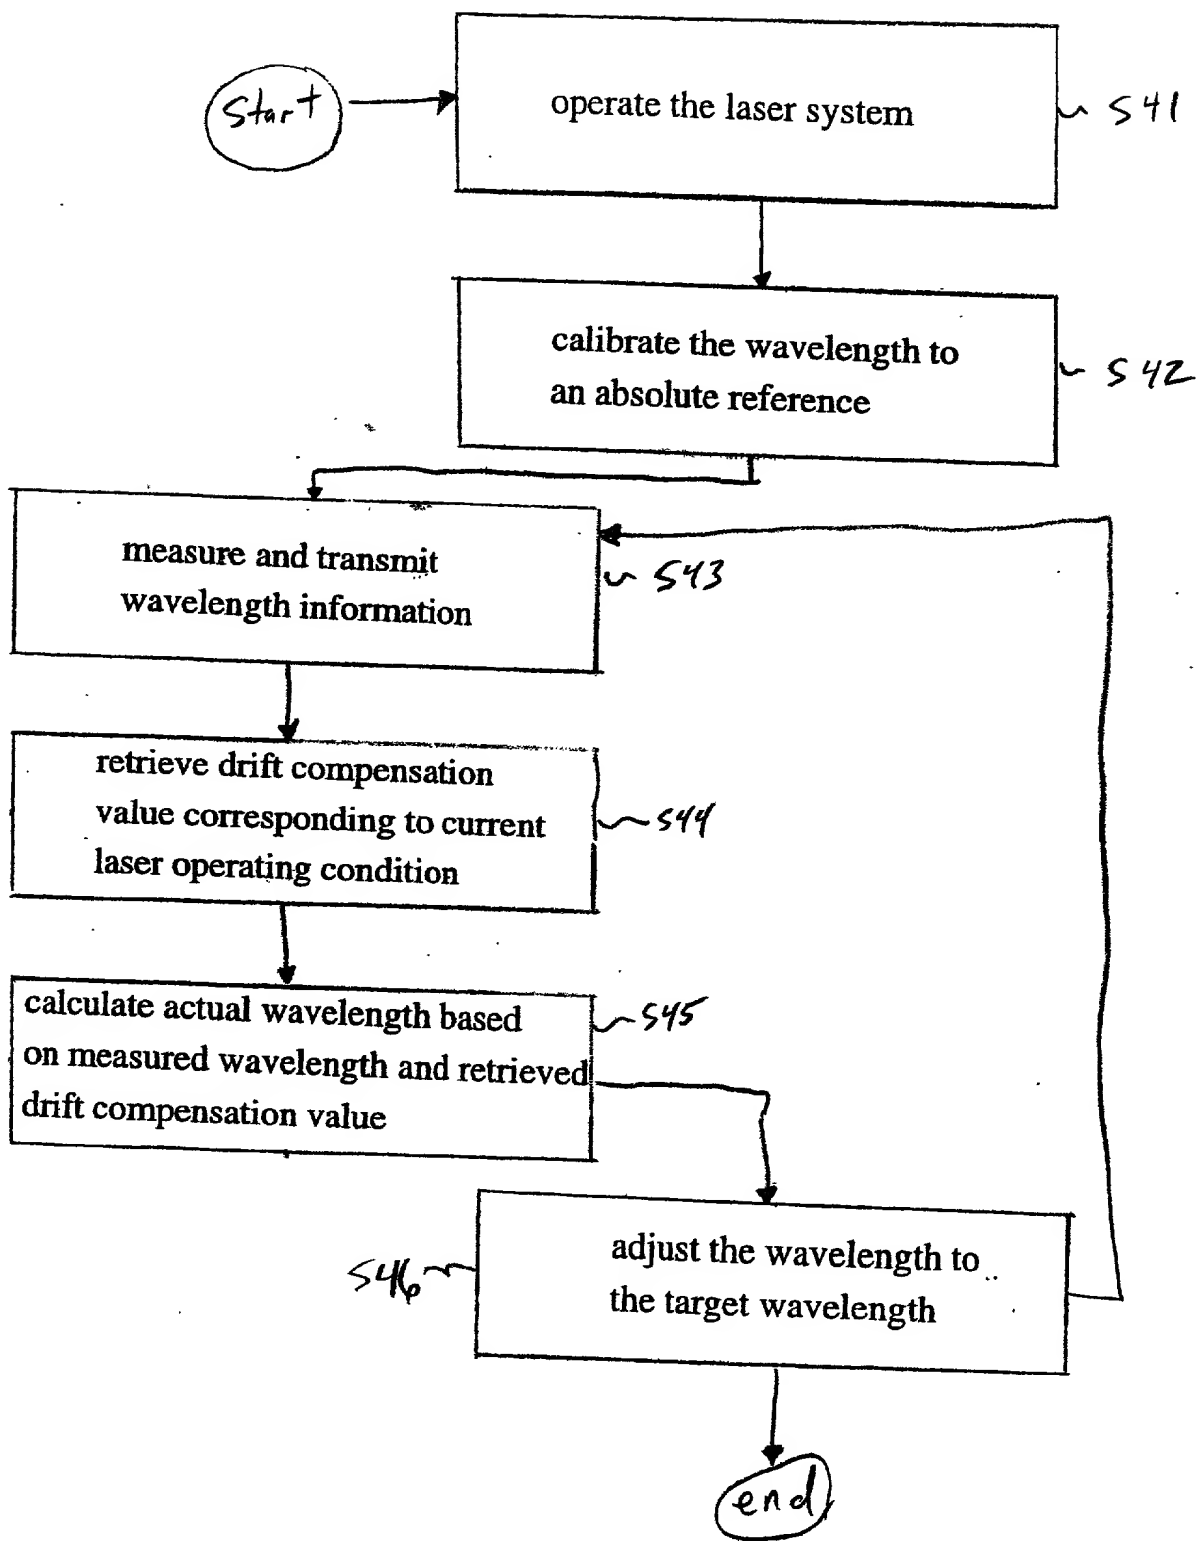 Start
operate the laser system
S41
calibrate the wavelength to
an absolute reference
S42
measure and transmit
wavelength information
S43
retrieve drift compensation
value corresponding to current
laser operating condition
S44
calculate actual wavelength based
on measured wavelength and retrieved
drift compensation value
S45
adjust the wavelength to
the target wavelength
S46
end